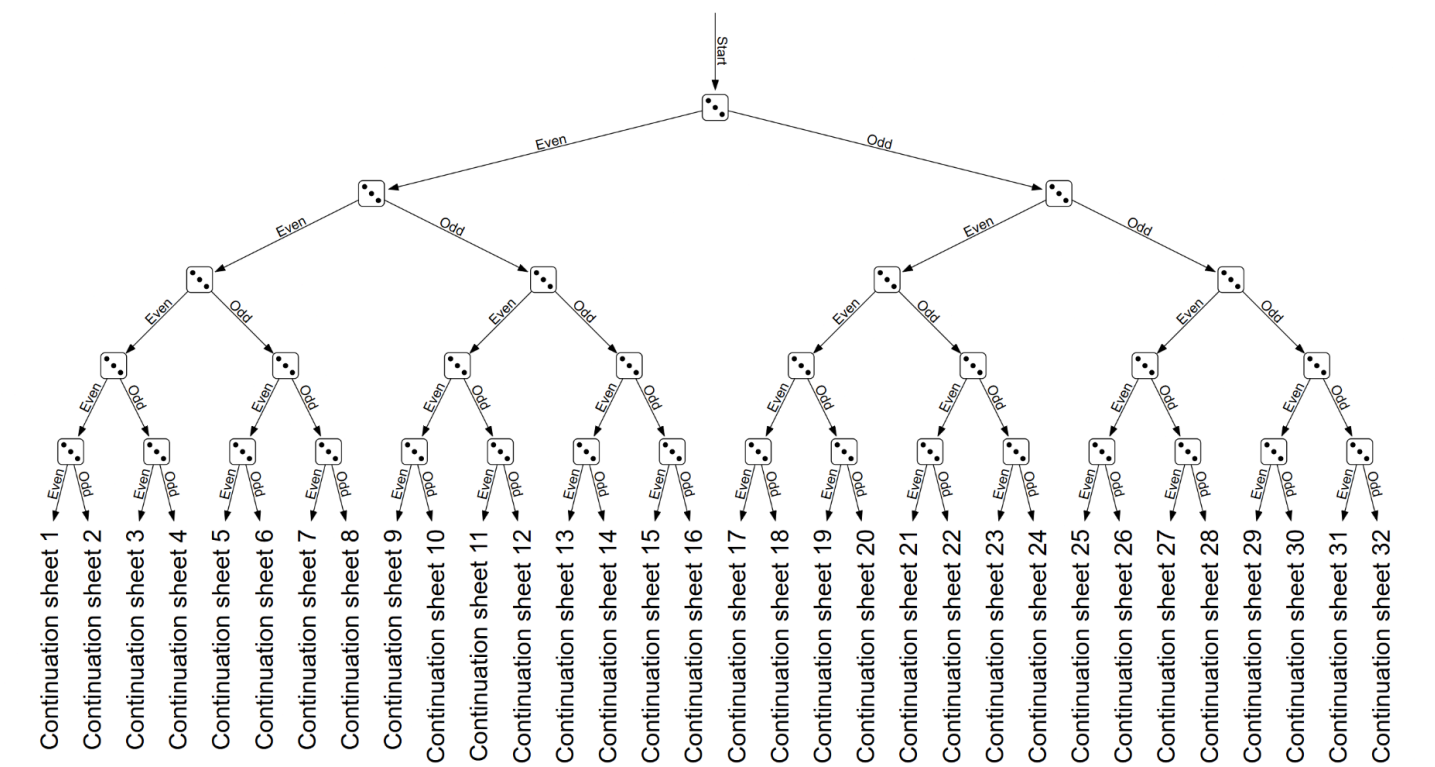 Start
Even Odd
Even Odd Even Odd
Even Odd Even Odd Even Odd Even Odd
Even Odd Even Odd Even Odd Even Odd Even Odd Even Odd Even Odd Even Odd
Even Odd Even Odd Even Odd Even Odd Even Odd Even Odd Even Odd Even Odd Even Odd Even Odd Even Odd Even Odd Even Odd Even Odd Even Odd Even Odd
Continuation sheet 1
Continuation sheet 2
Continuation sheet 3
Continuation sheet 4
Continuation sheet 5
Continuation sheet 6
Continuation sheet 7
Continuation sheet 8
Continuation sheet 9
Continuation sheet 10
Continuation sheet 11
Continuation sheet 12
Continuation sheet 13
Continuation sheet 14
Continuation sheet 15
Continuation sheet 16
Continuation sheet 17
Continuation sheet 18
Continuation sheet 19
Continuation sheet 20
Continuation sheet 21
Continuation sheet 22
Continuation sheet 23
Continuation sheet 24
Continuation sheet 25
Continuation sheet 26
Continuation sheet 27
Continuation sheet 28
Continuation sheet 29
Continuation sheet 30
Continuation sheet 31
Continuation sheet 32